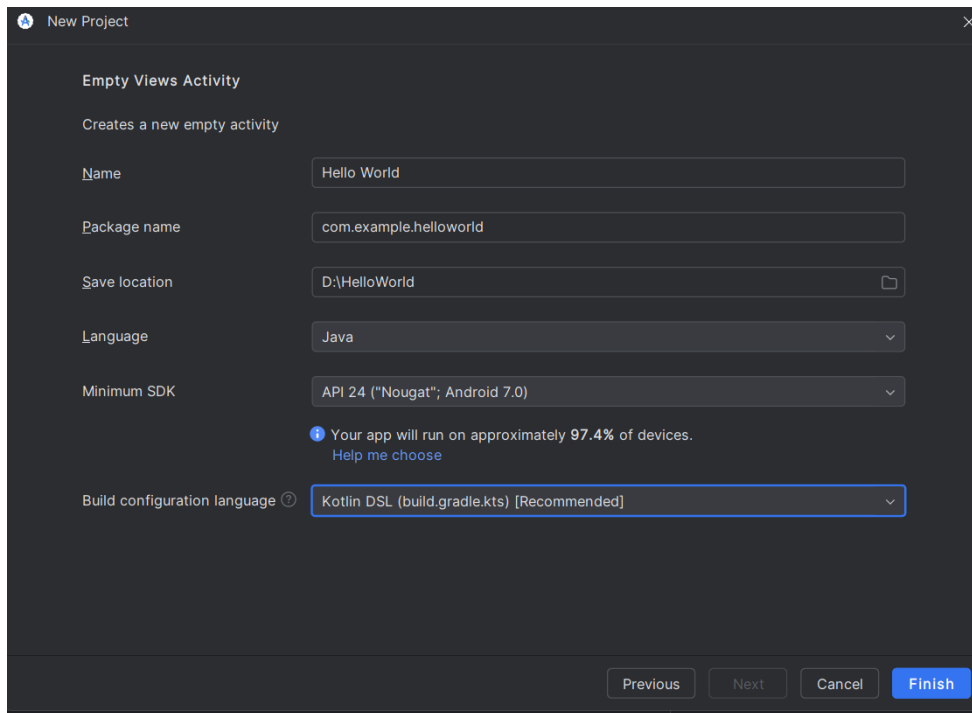 New Project
Empty Views Activity
Creates a new empty activity
Name Hello World
Package name com.example.helloworld
Save location D:\HelloWorld
Language Java
Minimum SDK API 24 ("Nougat"; Android 7.0)
Your app will run on approximately 97.4% of devices.
Help me choose
Build configuration language ? Kotlin DSL (build.gradle.kts) [Recommended]
Previous Next Cancel Finish